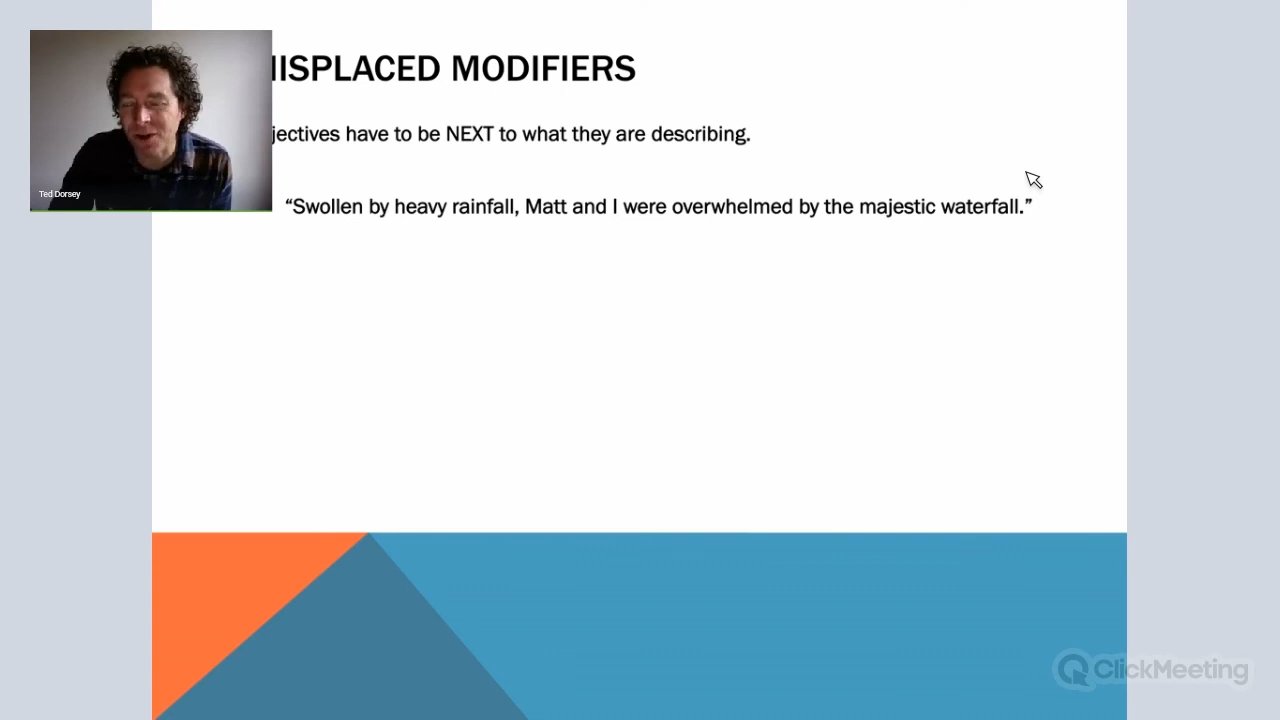 MISPLACED MODIFIERS
jectives have to be NEXT to what they are describing.
Ted Dorsey
“Swollen by heavy rainfall, Matt and I were overwhelmed by the majestic waterfall.”
ClickMeeting